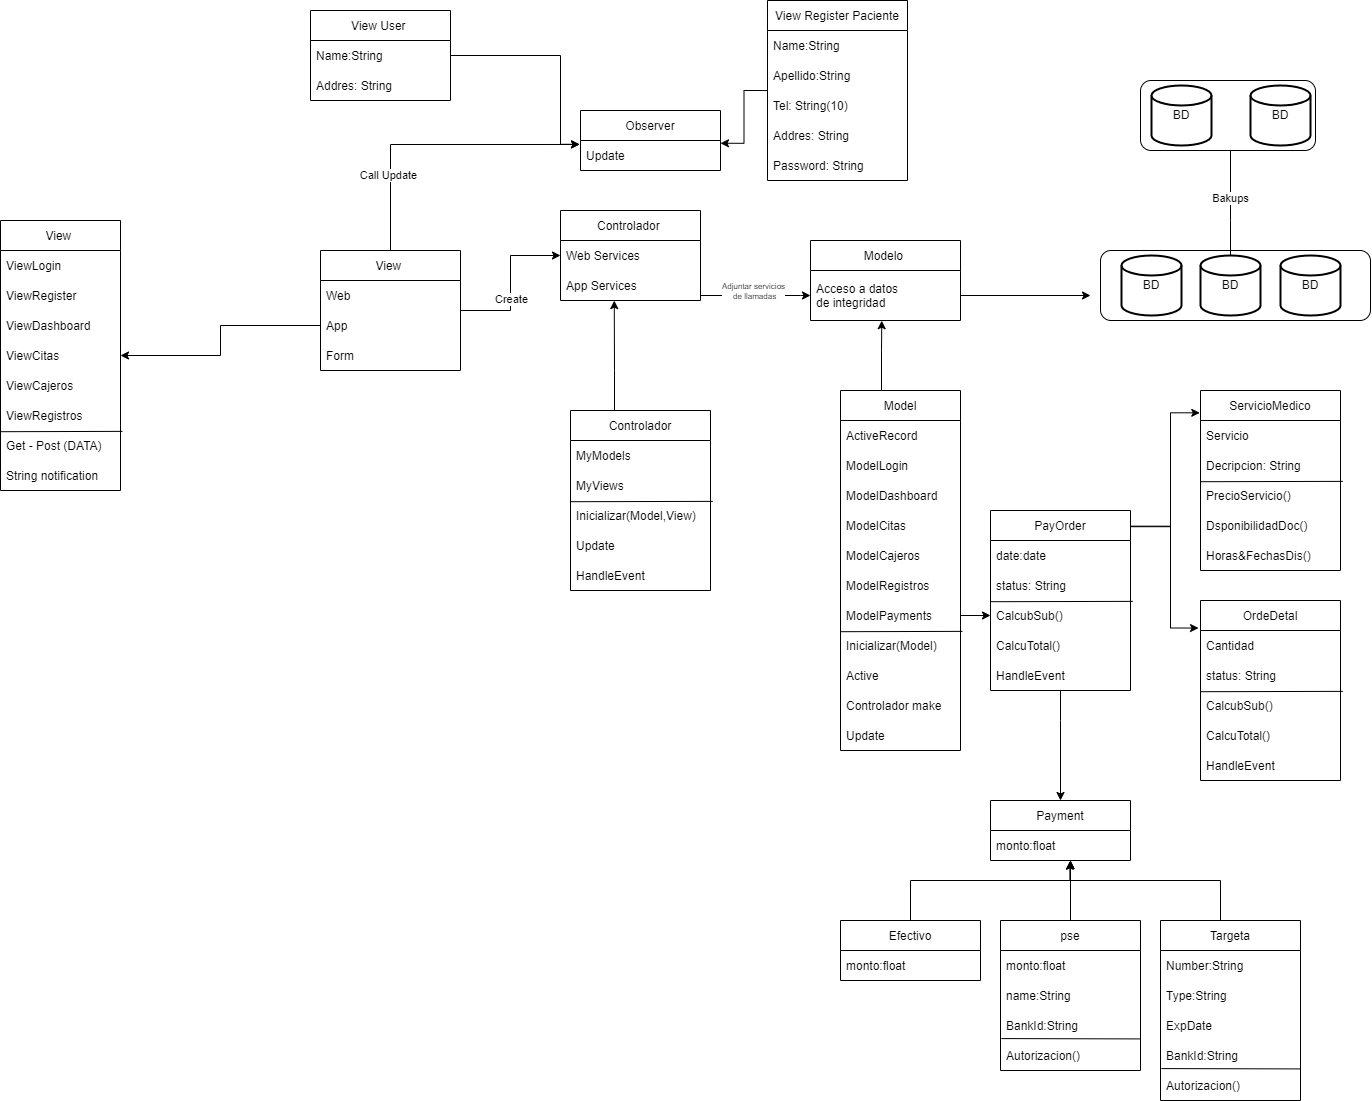 View User
Name:String
Addres: String
View Register Paciente
Name:String
Apellido:String
Tel: String(10)
Addres: String
Password: String
Observer
Update
Call Update
BD
BD
Bakups
BD
BD
BD
View
ViewLogin
ViewRegister
ViewDashboard
ViewCitas
ViewCajeros
ViewRegistros
Get - Post (DATA)
String notification
View
Web
App
Form
Create
Controlador
Web Services
App Services
Adjuntar servicios
de llamadas
Modelo
Acceso a datos
de integridad
Controlador
MyModels
MyViews
Inicializar(Model,View)
Update
HandleEvent
Model
ActiveRecord
ModelLogin
ModelDashboard
ModelCitas
ModelCajeros
ModelRegistros
ModelPayments
Inicializar(Model)
Active
Controlador make
Update
PayOrder
date:date
status: String
CalcubSub()
CalcuTotal()
HandleEvent
ServicioMedico
Servicio
Decripcion: String
PrecioServicio()
DsponibilidadDoc()
Horas&FechasDis()
OrdeDetal
Cantidad
status: String
CalcubSub()
CalcuTotal()
HandleEvent
Payment
monto:float
Efectivo
monto:float
pse
monto:float
name:String
BankId:String
Autorizacion()
Targeta
Number:String
Type:String
ExpDate
BankId:String
Autorizacion()